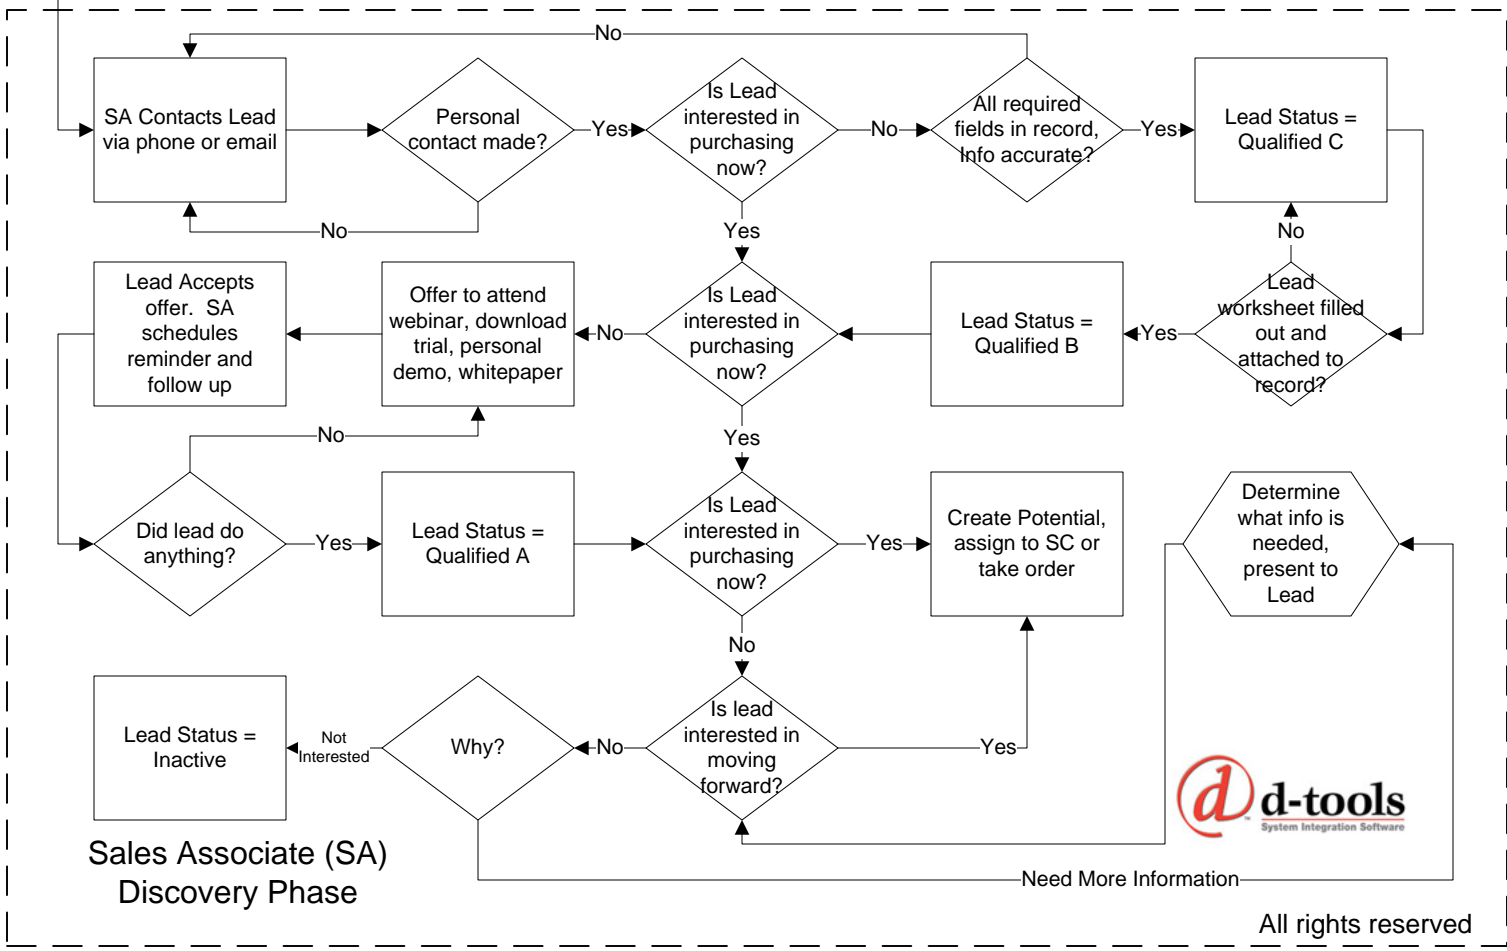 No
SA Contacts Lead
via phone or email
Personal
contact made?
Yes
Is Lead
interested in
purchasing
now?
No
All required
fields in record,
Info accurate?
Yes
Lead Status =
Qualified C
No
Yes
No
Lead Accepts
offer. SA
schedules
reminder and
follow up
Offer to attend
webinar, download
trial, personal
demo, whitepaper
No
Is Lead
interested in
purchasing
now?
Lead Status =
Qualified B
Yes
Lead
worksheet filled
out and
attached to
record?
No
Yes
Did lead do
anything?
Yes
Lead Status =
Qualified A
Is Lead
interested in
purchasing
now?
Yes
Create Potential,
assign to SC or
take order
Determine
what info is
needed,
present to
Lead
No
Lead Status =
Inactive
Not
Interested
Why?
No
Is lead
interested in
moving
forward?
Yes
d d-tools
System Integration Software
Sales Associate (SA)
Discovery Phase
Need More Information
All rights reserved